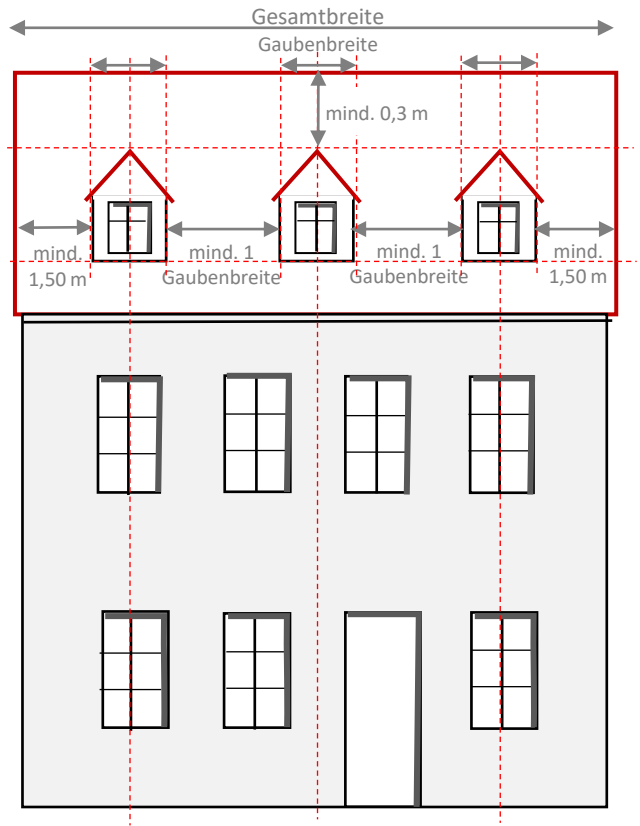 Gesamtbreite
Gaubenbreite
mind. 0,3 m
mind.
1,50 m
mind. 1
Gaubenbreite
mind. 1
Gaubenbreite
mind.
1,50 m